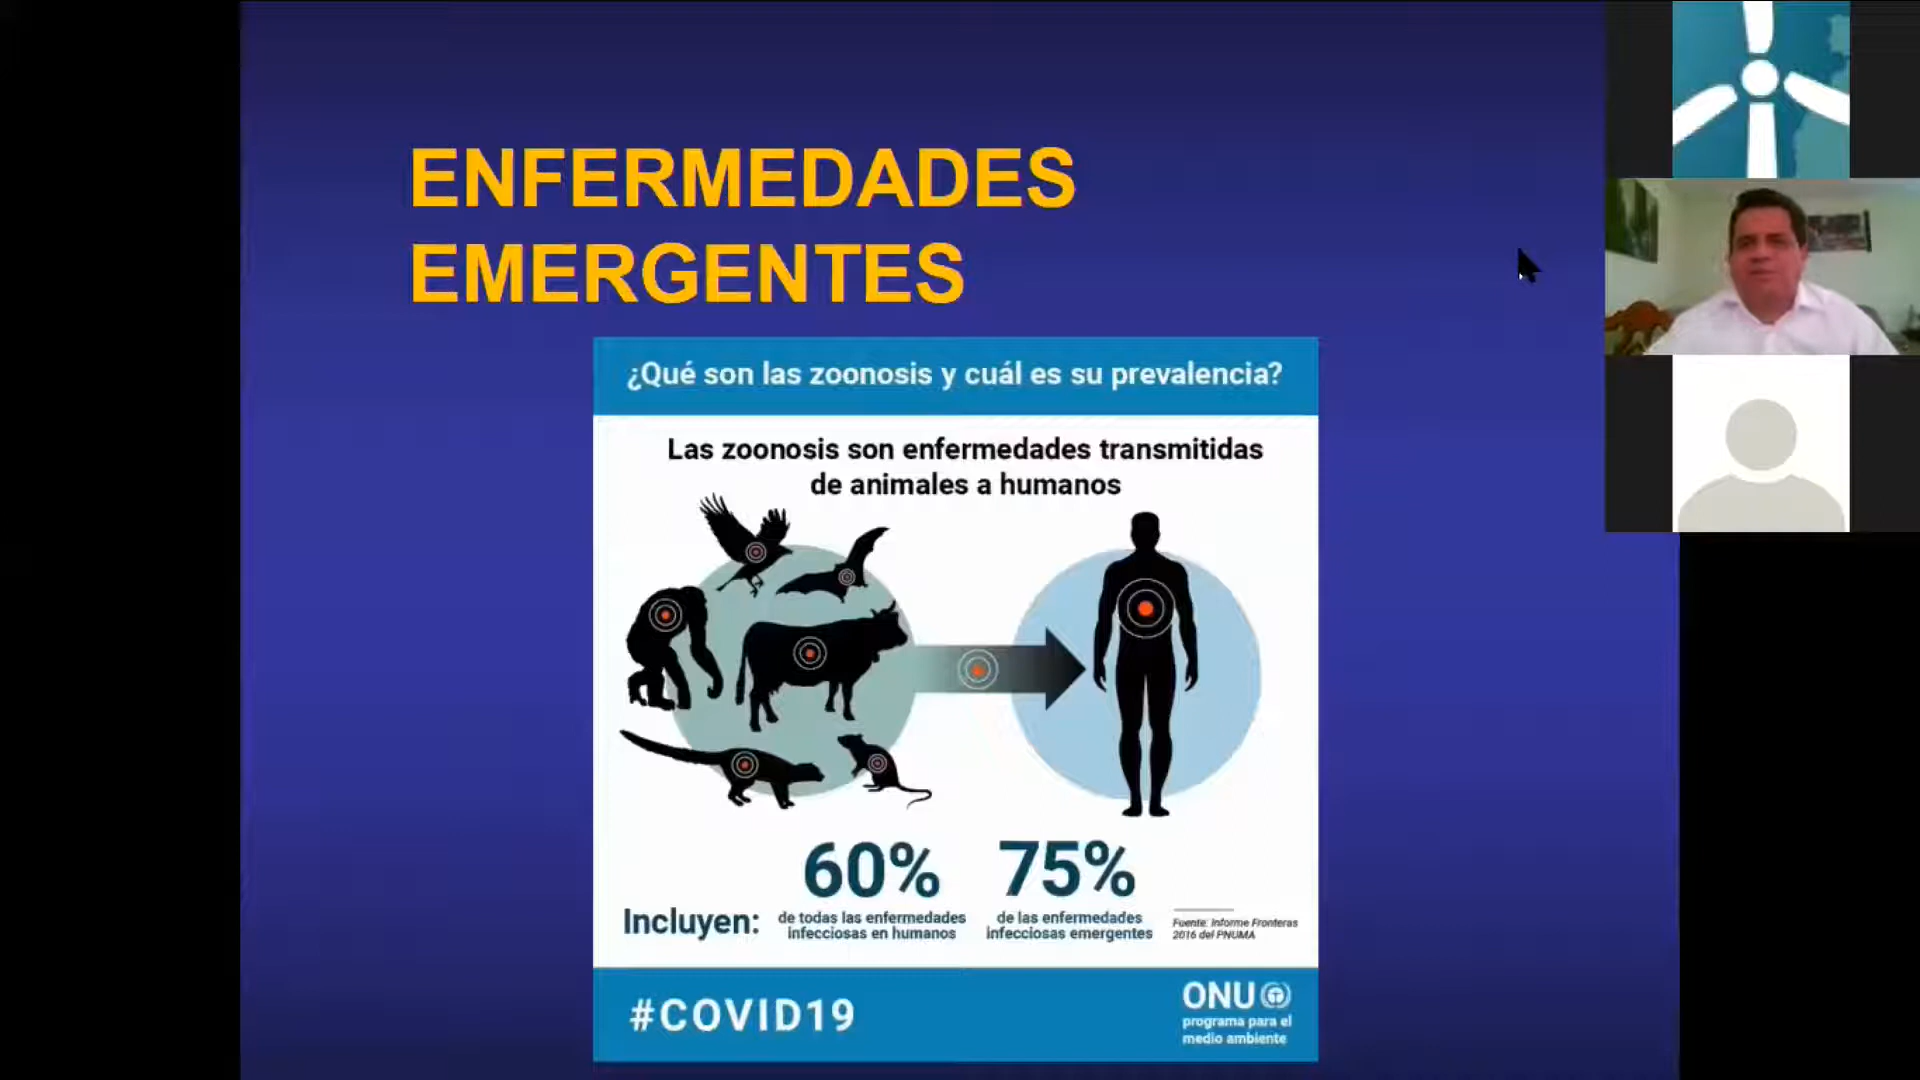 ENFERMEDADES
EMERGENTES
¿Qué son las zoonosis y cuál es su prevalencia?
Las zoonosis son enfermedades transmitidas
de animales a humanos
Incluyen:
60%
de todas las enfermedades
infecciosas en humanos
75%
de las enfermedades
infecciosas emergentes
Fuente: Informe Fronteras
2016 del PNUMA
#COVID19
ONU
programa para el
medio ambiente